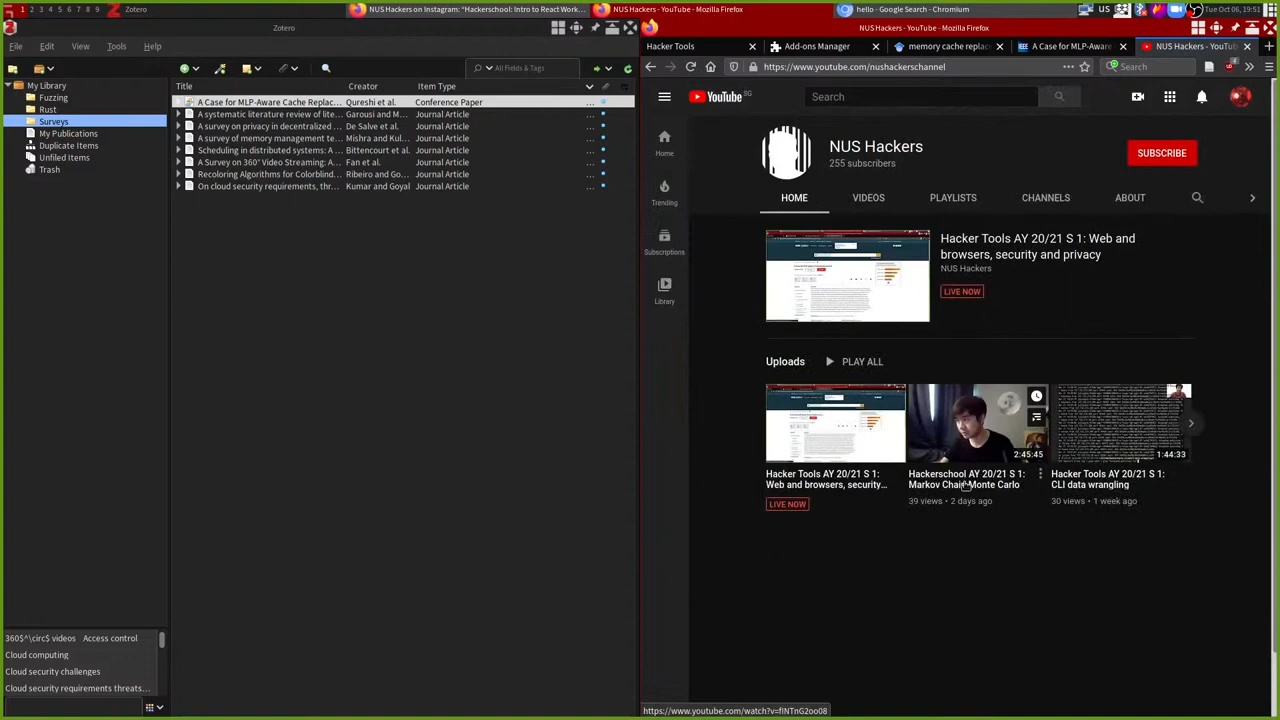 1 2 3 4 5 6 7 8 9 Zotero
NUS Hackers on Instagram: “Hackerschool: Intro to React Work...
NUS Hackers - YouTube — Mozilla Firefox
hello - Google Search - Chromium
US
Tue Oct 06, 19:51
Zotero
File Edit View Tools Help
All Fields & Tags
My Library
Fuzzing
Rust
Surveys
My Publications
Duplicate Items
Unfiled Items
Trash
Title Creator Item Type
A Case for MLP-Aware Cache Replac... Qureshi et al. Conference Paper ...
A systematic literature review of lite... Garousi and M... Journal Article ...
A survey on privacy in decentralized ... De Salve et al. Journal Article ...
A survey of memory management te... Mishra and Kul... Journal Article ...
Scheduling in distributed systems: A ... Bittencourt et al. Journal Article ...
A Survey on 360° Video Streaming: A... Fan et al. Journal Article ...
Recoloring Algorithms for Colorblind... Ribeiro and Go... Journal Article ...
On cloud security requirements, thr... Kumar and Goyal Journal Article ...
360$^\circ$ videos Access control
Cloud computing
Cloud security challenges
Cloud security requirements threats...
NUS Hackers - YouTube — Mozilla Firefox
Hacker Tools
Add-ons Manager
memory cache replac
A Case for MLP-Aware
NUS Hackers - YouTub
https://www.youtube.com/nushackerschannel
Search
YouTube SG
Search
Home
Trending
Subscriptions
Library
NUS Hackers
255 subscribers
SUBSCRIBE
HOME VIDEOS PLAYLISTS CHANNELS ABOUT
Hacker Tools AY 20/21 S 1: Web and
browsers, security and privacy
NUS Hackers
LIVE NOW
Uploads PLAY ALL
2:45:45
1:44:33
Hacker Tools AY 20/21 S 1:
Web and browsers, security...
LIVE NOW
Hackerschool AY 20/21 S 1:
Markov Chain Monte Carlo
39 views • 2 days ago
Hacker Tools AY 20/21 S 1:
CLI data wrangling
30 views • 1 week ago